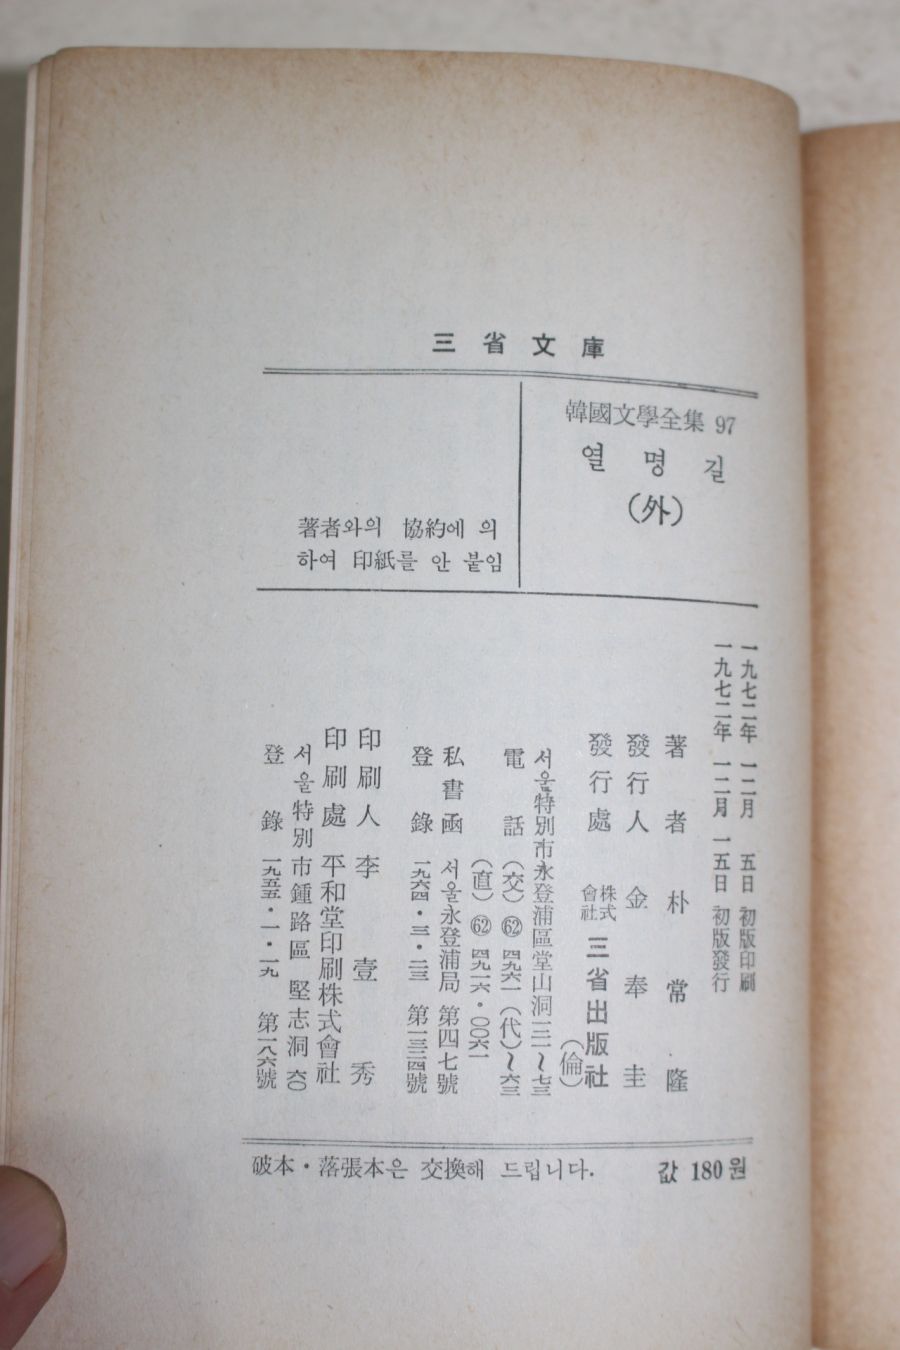 三省文庫
韓國文學全集 97
열명길
(外)
著者와의 協約에 의
하여 印紙를 안 붙임
一九七二年 一二月 五日 初版印刷
一九七二年 一二月 一五日 初版發行
著者 朴常隆
發行人 金奉圭
發行處 株式會社 三省出版社
(倫)
서울特別市永登浦區堂山洞三一~七三
電話 (交) 62 四九六一 (代)~六三
(直) 62 四九一六・〇〇六一
私書函 서울永登浦局 第四七號
登錄 一九六四・三・二三 第一三三四號
印刷人 李壹秀
印刷處 平和堂印刷株式會社
서울特別市鍾路區 堅志洞 六〇
登錄 一九五五・一・一九 第一八六號
破本・落張本은 交換해 드립니다.
값 180원